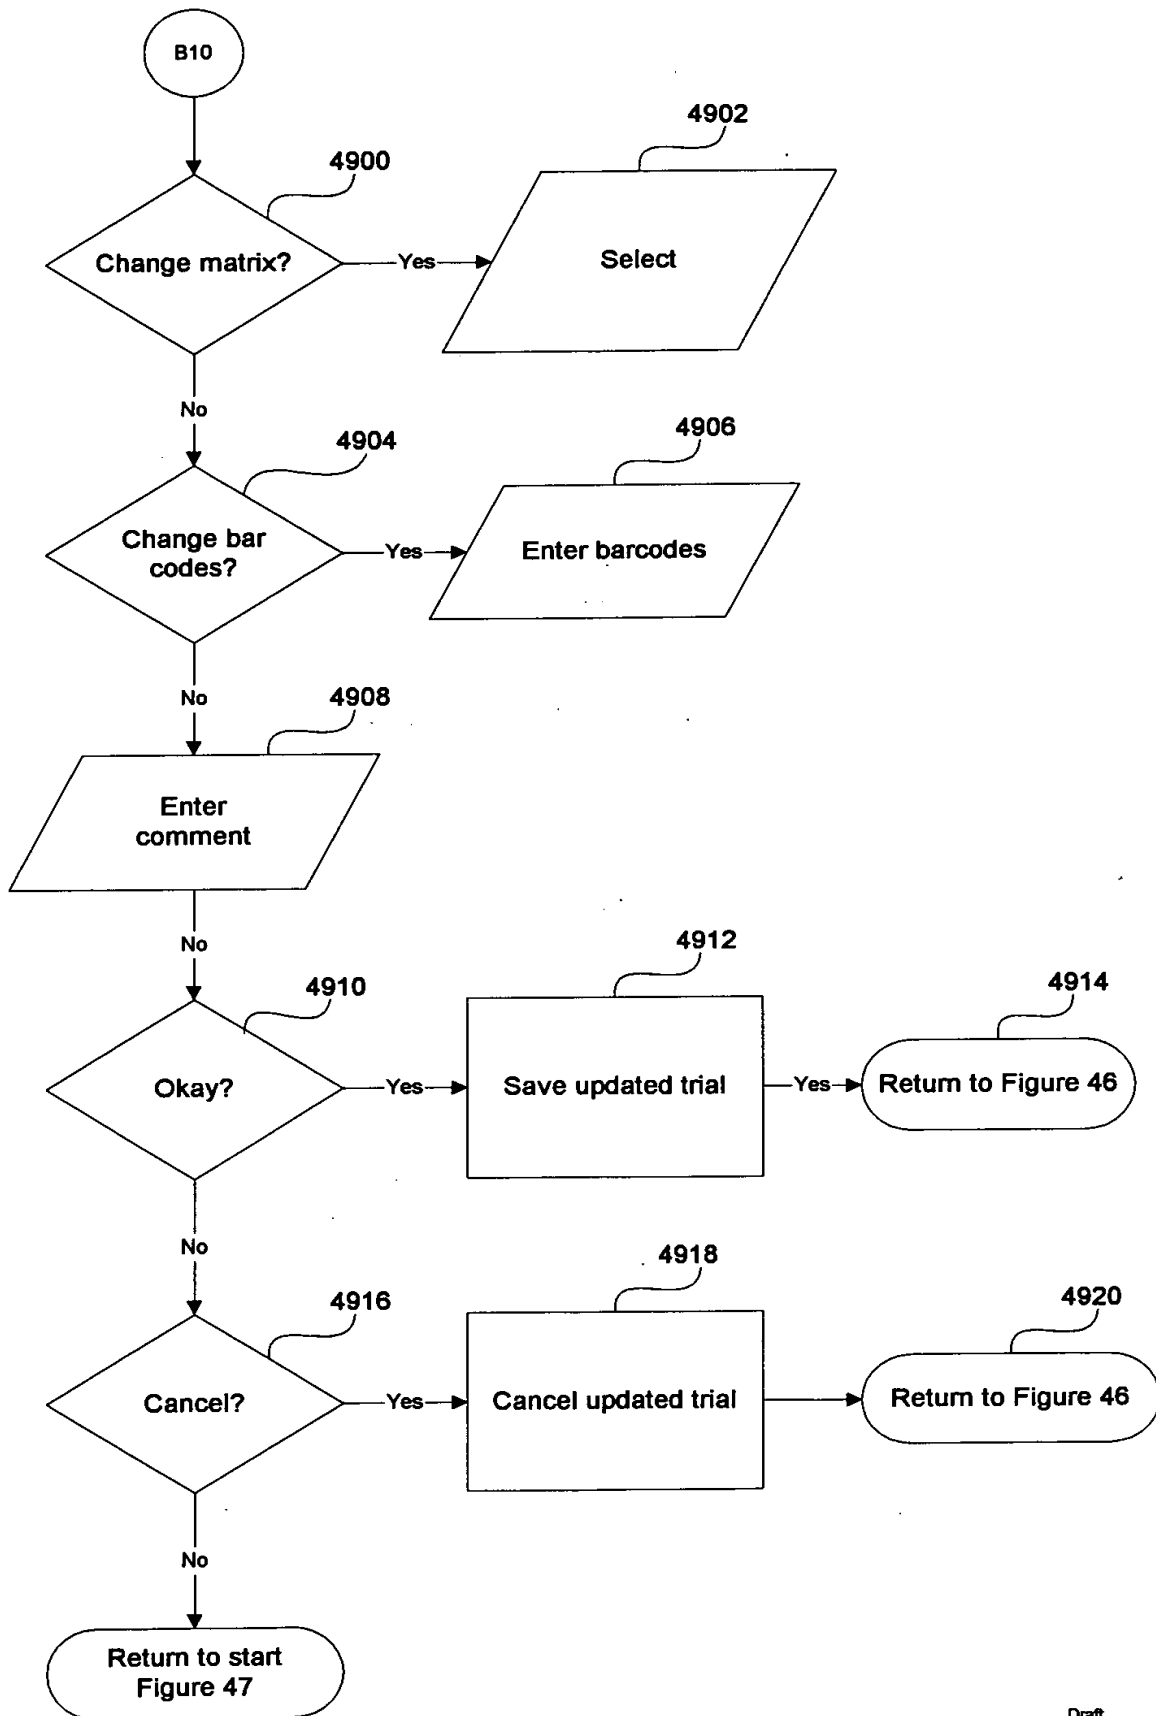 B10
4900
4902
Change matrix?
Yes
Select
No
4904
4906
Change bar
codes?
Yes
Enter barcodes
No
4908
Enter
comment
No
4910
4912
4914
Okay?
Yes
Save updated trial
Yes
Return to Figure 46
No
4916
4918
4920
Cancel?
Yes
Cancel updated trial
Return to Figure 46
No
Return to start
Figure 47
Draft